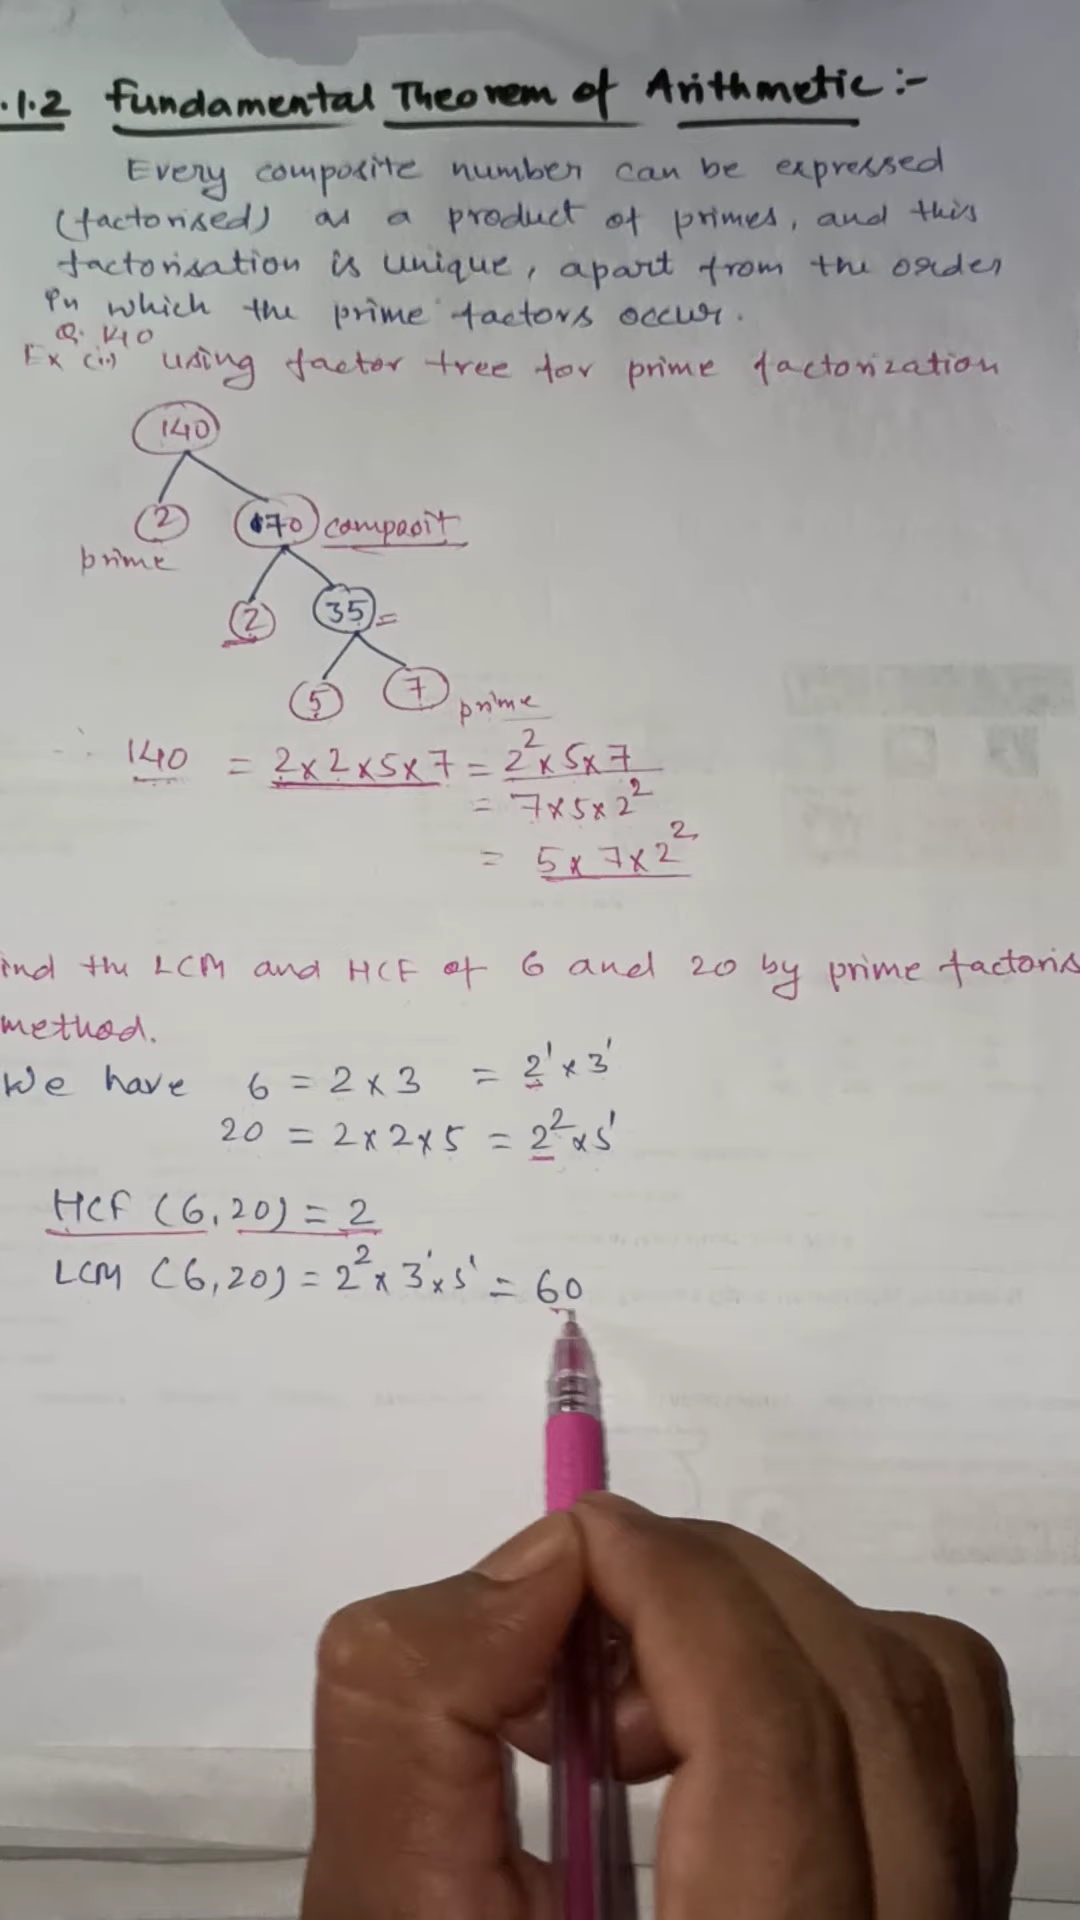 .1.2 Fundamental Theorem of Arithmetic :-
Every composite number can be expressed
(factorised) as a product of primes, and this
factorisation is unique, apart from the order
in which the prime factors occur.
Q. 140
Ex (i) using factor tree for prime factorization
140
2 70 composit
prime
2 35 =
5 7 prime
∴ 140 = 2 x 2 x 5 x 7 = 2² x 5 x 7
= 7 x 5 x 2²
= 5 x 7 x 2²
ind the LCM and HCF of 6 and 20 by prime factoris
method.
We have 6 = 2 x 3 = 2¹ x 3¹
20 = 2 x 2 x 5 = 2² x 5¹
HCF (6, 20) = 2
LCM (6, 20) = 2² x 3¹ x 5¹ = 60